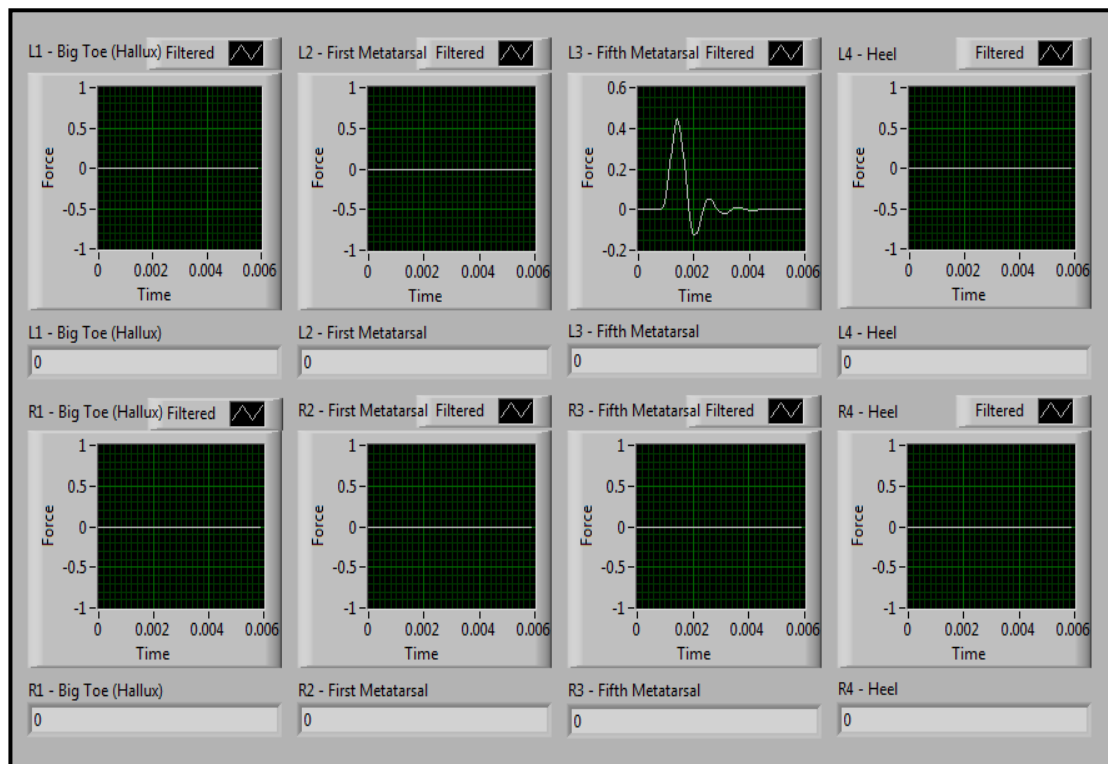 L1 - Big Toe (Hallux) Filtered
1
0.5
0
-0.5
-1
Force
0 0.002 0.004 0.006
Time
L1 - Big Toe (Hallux)
0
L2 - First Metatarsal Filtered
1
0.5
0
-0.5
-1
Force
0 0.002 0.004 0.006
Time
L2 - First Metatarsal
0
L3 - Fifth Metatarsal Filtered
0.6
0.4
0.2
0
-0.2
Force
0 0.002 0.004 0.006
Time
L3 - Fifth Metatarsal
0
L4 - Heel Filtered
1
0.5
0
-0.5
-1
Force
0 0.002 0.004 0.006
Time
L4 - Heel
0
R1 - Big Toe (Hallux) Filtered
1
0.5
0
-0.5
-1
Force
0 0.002 0.004 0.006
Time
R1 - Big Toe (Hallux)
0
R2 - First Metatarsal Filtered
1
0.5
0
-0.5
-1
Force
0 0.002 0.004 0.006
Time
R2 - First Metatarsal
0
R3 - Fifth Metatarsal Filtered
1
0.5
0
-0.5
-1
Force
0 0.002 0.004 0.006
Time
R3 - Fifth Metatarsal
0
R4 - Heel Filtered
1
0.5
0
-0.5
-1
Force
0 0.002 0.004 0.006
Time
R4 - Heel
0